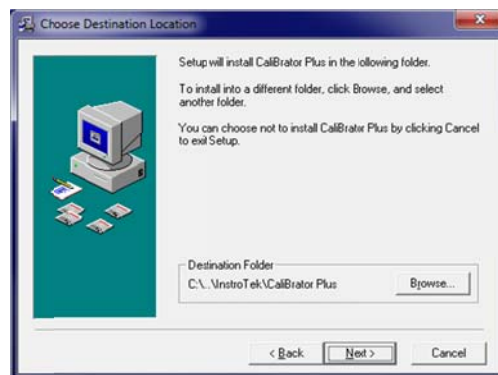 Choose Destination Location
Setup will install CaliBrator Plus in the following folder.
To install into a different folder, click Browse, and select
another folder.
You can choose not to install CaliBrator Plus by clicking Cancel
to exit Setup.
Destination Folder
C:\...\InstroTek\CaliBrator Plus
Browse...
< Back
Next >
Cancel